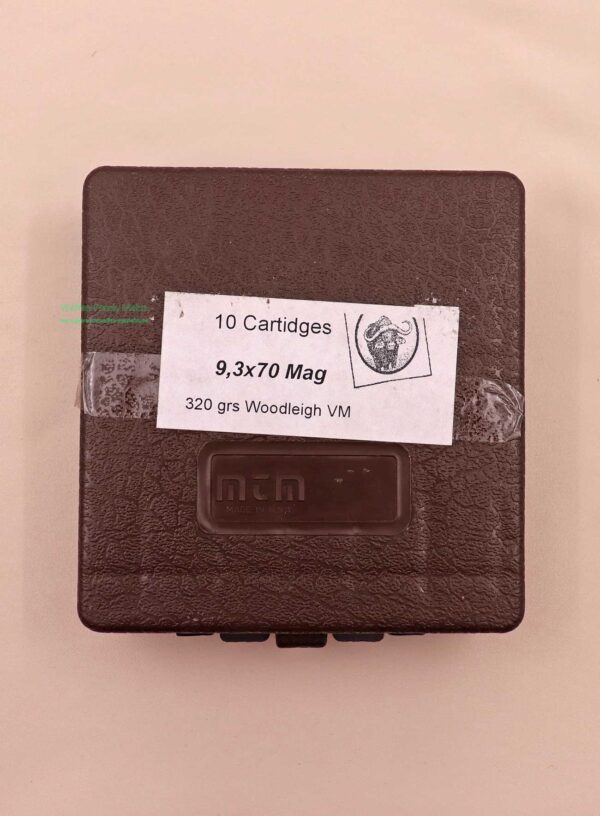 10 Cartidges
9,3x70 Mag
320 grs Woodleigh VM
mtm
MADE IN U.S.A.